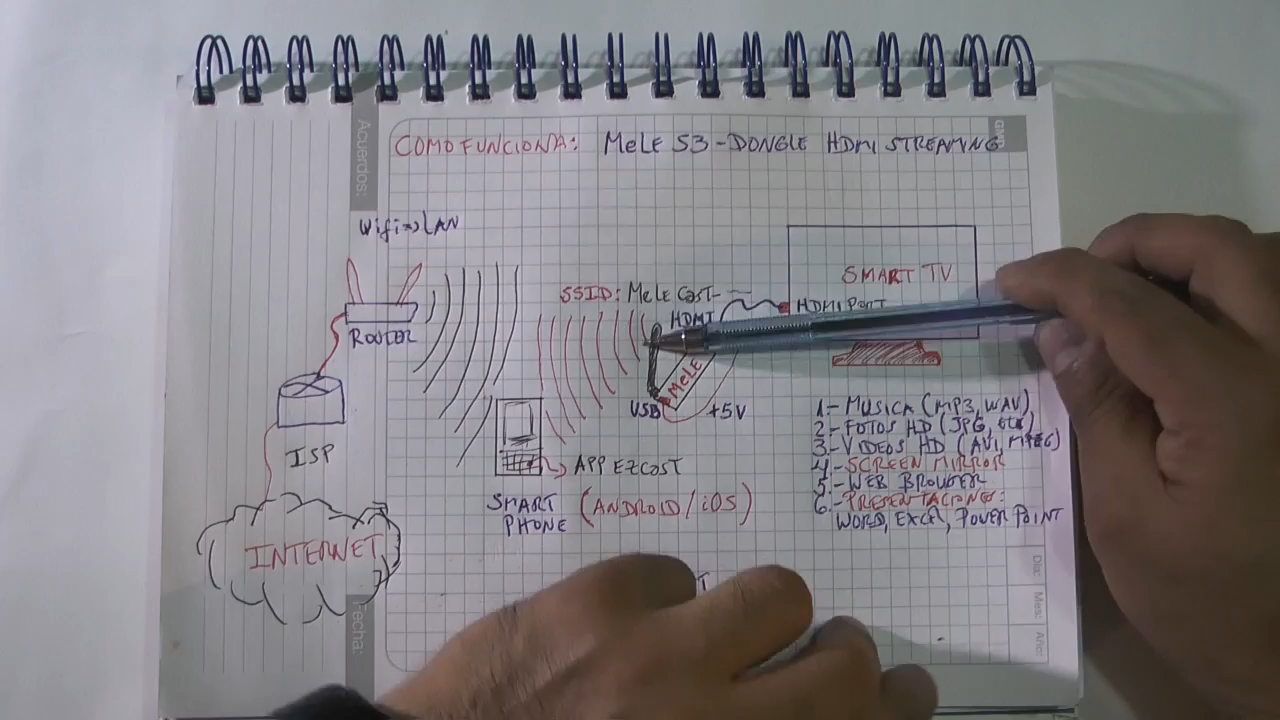 Acuerdos:
COMO FUNCIONA: MeLE S3-DONGLE HDMI STREAMING
Wifi=>LAN
SMART TV
SSID: MeLe Cast-
HDMI PORT
HDMI
ROUTER
MeLE
USB
+5V
1.- MUSICA (MP3, WAV)
2.- FOTOS HD (JPG, etc)
3.- VIDEOS HD (AVI, MPEG)
4.- SCREEN MIRROR
5.- WEB BROWSER
6.- PRESENTACIONES:
WORD, EXCEL, POWER POINT
ISP
APP EZCAST
SMART PHONE
(ANDROID/iOS)
INTERNET
Fecha:
Dia:
Mes:
Año: